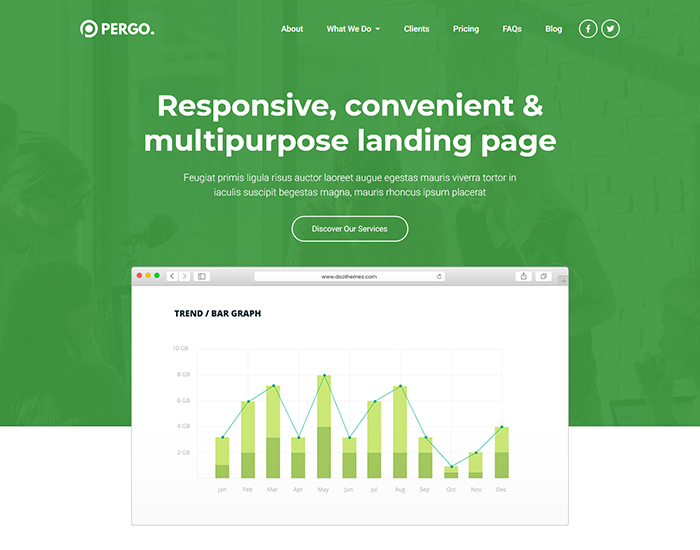 PERGO.
About
What We Do
Clients
Pricing
FAQs
Blog
Responsive, convenient &
multipurpose landing page
Feugiat primis ligula risus auctor laoreet augue egestas mauris viverra tortor in
iaculis suscipit begestas magna, mauris rhoncus ipsum placerat
Discover Our Services
www.dsothemes.com
TREND / BAR GRAPH
10 GB
8 GB
6 GB
4 GB
2 GB
Jan Feb Mar Apr May Jun Jul Aug Sep Oct Nov Dec